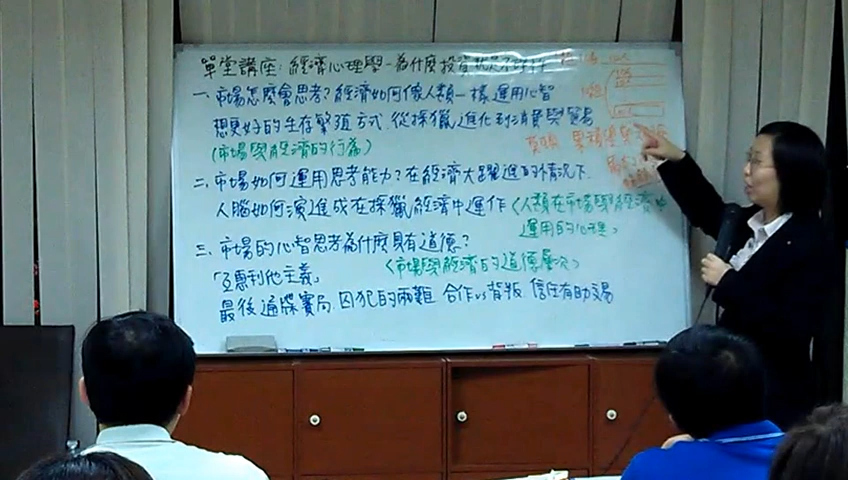 單堂講座：經濟心理學-為什麼投資
一、市場怎麼會思考？經濟如何像人類一樣運用心智
想更好的生存繁殖方式，從採獵進化到消費與貿易
（市場與經濟的行為）
二、市場如何運用思考能力？在經濟大躍進的情況下，
人腦如何演進成在採獵經濟中運作（人類在市場與經濟中
運用的心理。）
三、市場的心智思考為什麼具有道德？
「互惠利他主義」（市場與經濟的道德層次。）
最後通牒賽局，囚犯的兩難 合作vs背叛 信任有助交易